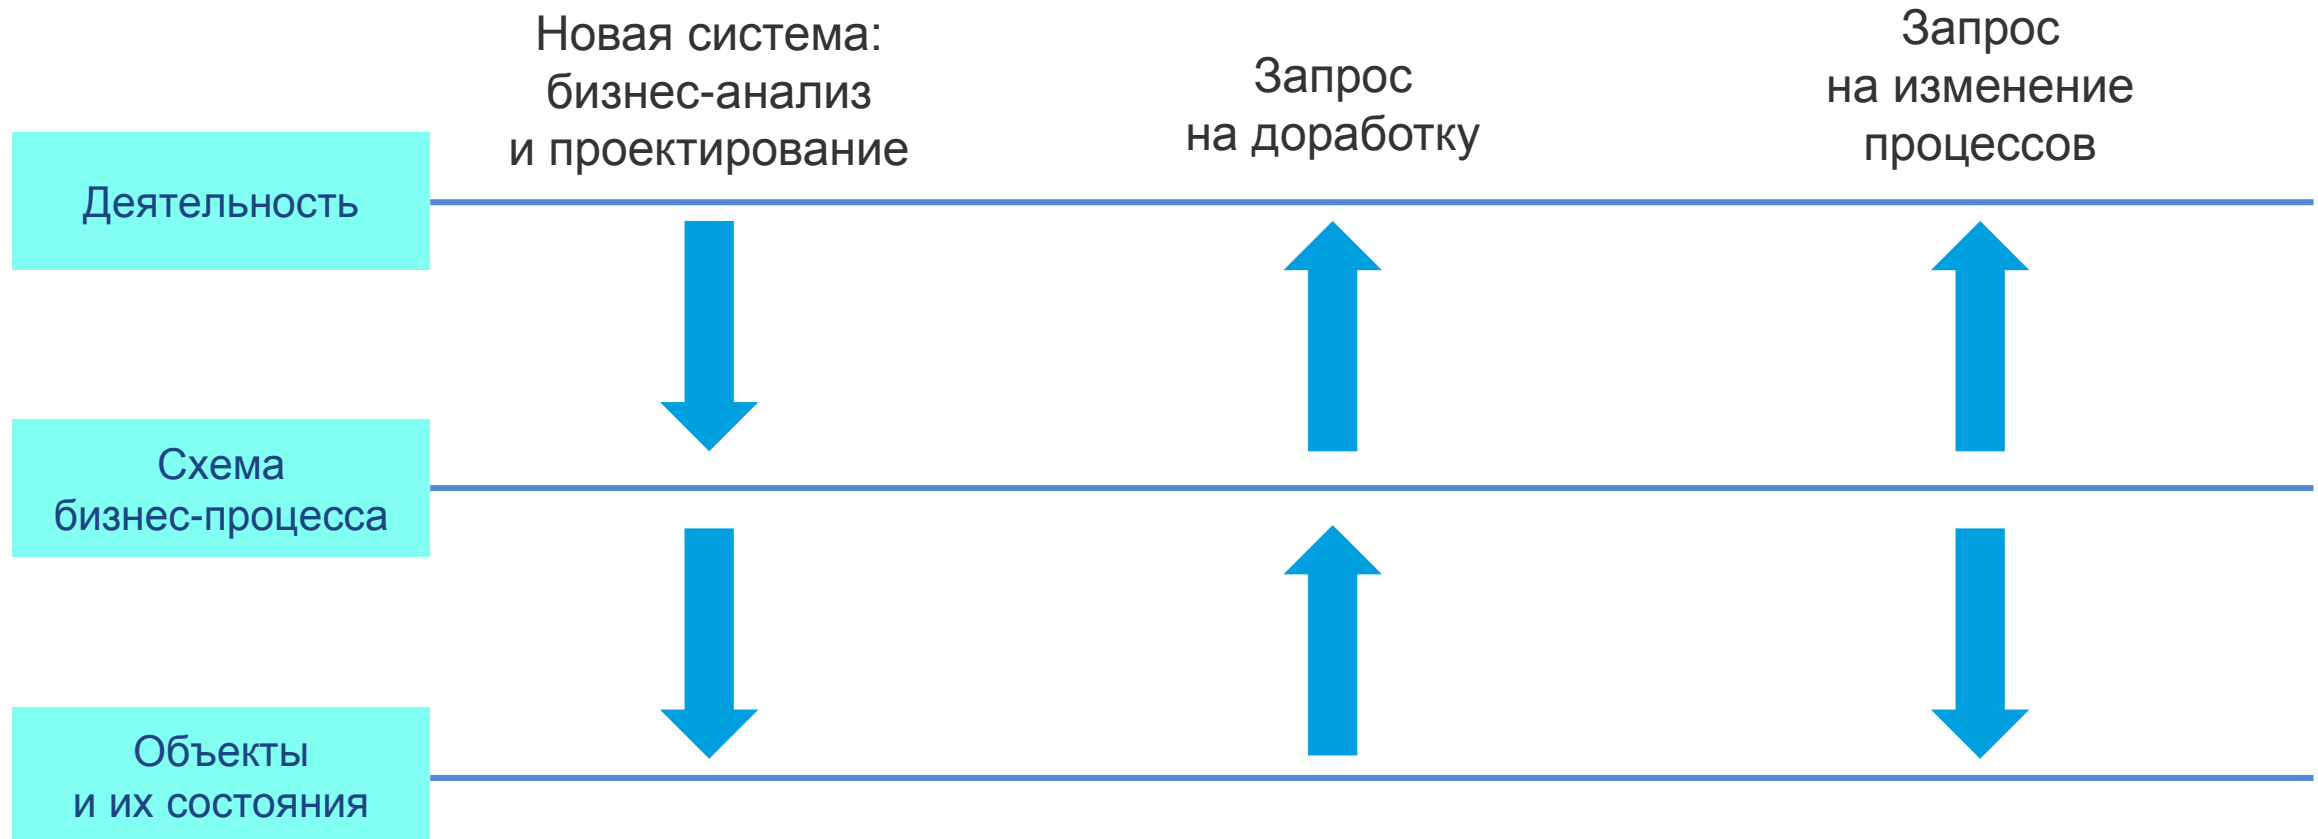 Новая система:
бизнес-анализ
и проектирование
Запрос
на доработку
Запрос
на изменение
процессов
Деятельность
Схема
бизнес-процесса
Объекты
и их состояния